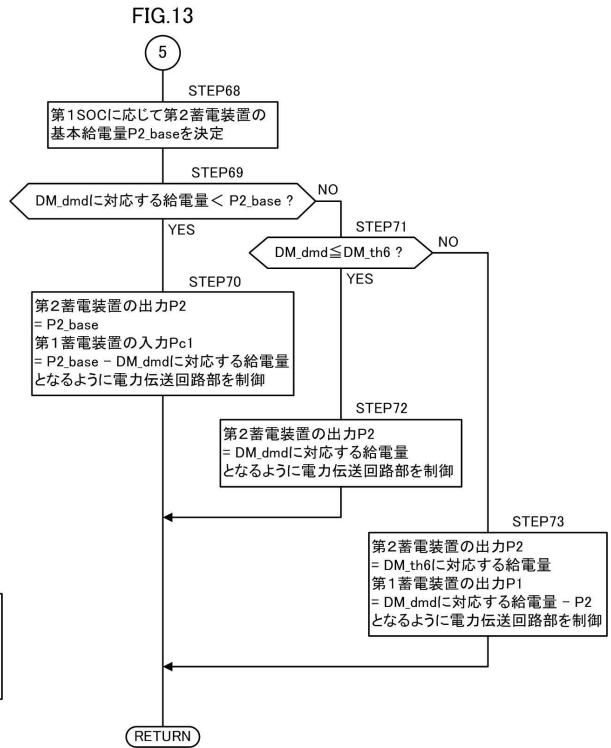 FIG.13
5
STEP68
第1SOCに応じて第2蓄電装置の
基本給電量P2_baseを決定
STEP69
DM_dmdに対応する給電量< P2_base ?
NO
YES
STEP71
DM_dmd≦DM_th6 ?
NO
YES
STEP70
第2蓄電装置の出力P2
= P2_base
第1蓄電装置の入力Pc1
= P2_base − DM_dmdに対応する給電量
となるように電力伝送回路部を制御
STEP72
第2蓄電装置の出力P2
= DM_dmdに対応する給電量
となるように電力伝送回路部を制御
STEP73
第2蓄電装置の出力P2
= DM_th6に対応する給電量
第1蓄電装置の出力P1
= DM_dmdに対応する給電量 − P2
となるように電力伝送回路部を制御
RETURN